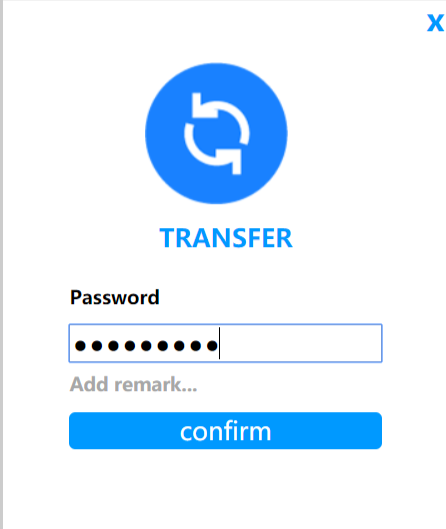 x
TRANSFER
Password
●●●●●●●●●
Add remark...
confirm